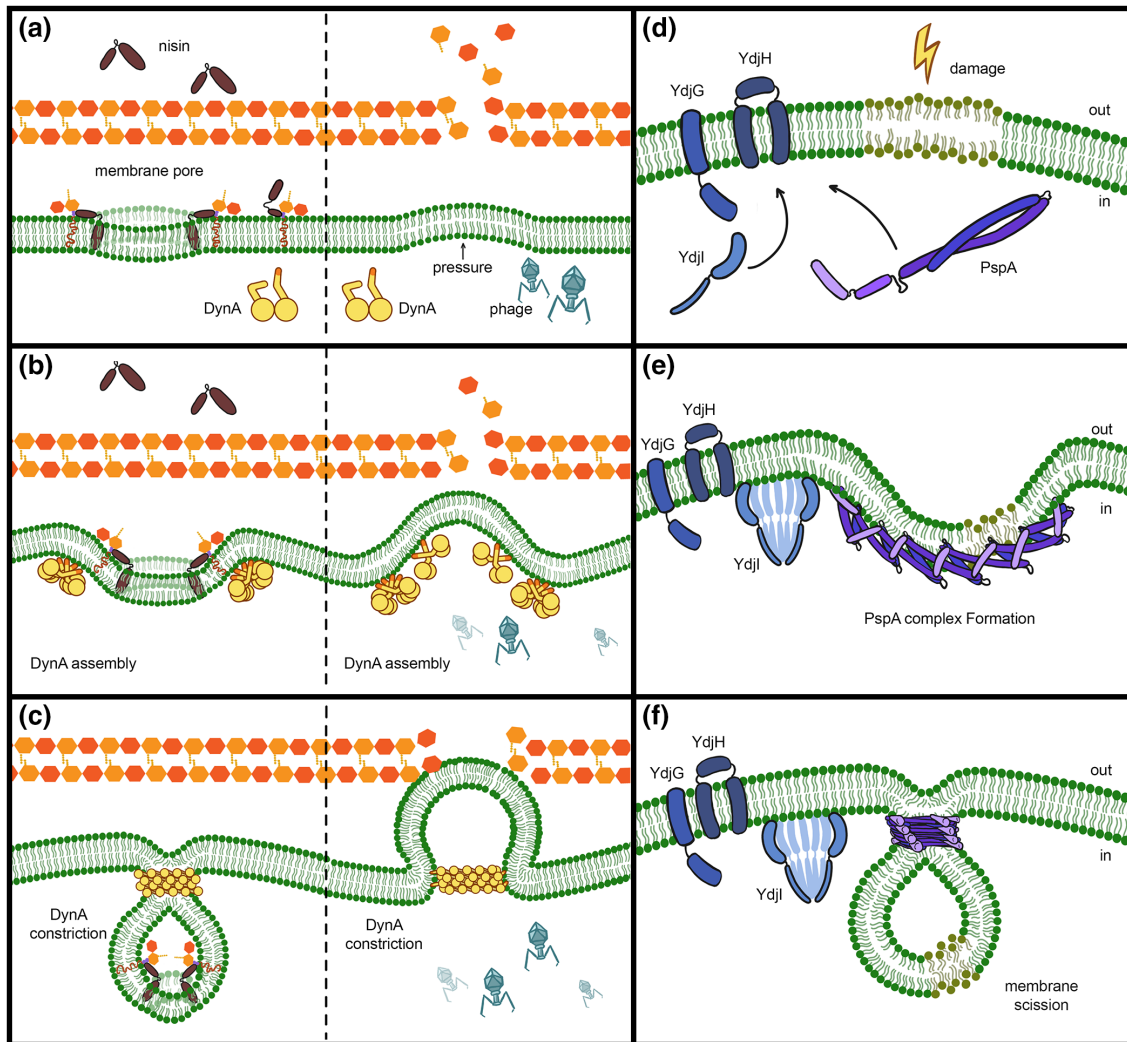 (a)
nisin
membrane pore
pressure
DynA
DynA
phage
(b)
DynA assembly
DynA assembly
(c)
DynA
constriction
DynA
constriction
(d)
YdjH
YdjG
damage
out
in
YdjI
PspA
(e)
YdjH
YdjG
out
in
YdjI
PspA complex Formation
(f)
YdjH
YdjG
out
in
YdjI
membrane
scission